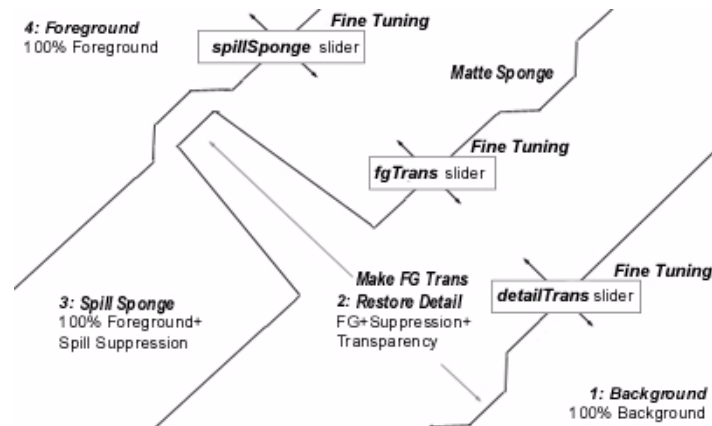 4: Foreground
100% Foreground
Fine Tuning
spillSponge slider
Matte Sponge
Fine Tuning
fgTrans slider
Make FG Trans
2: Restore Detail
FG+Suppression+
Transparency
Fine Tuning
detailTrans slider
3: Spill Sponge
100% Foreground+
Spill Suppression
1: Background
100% Background